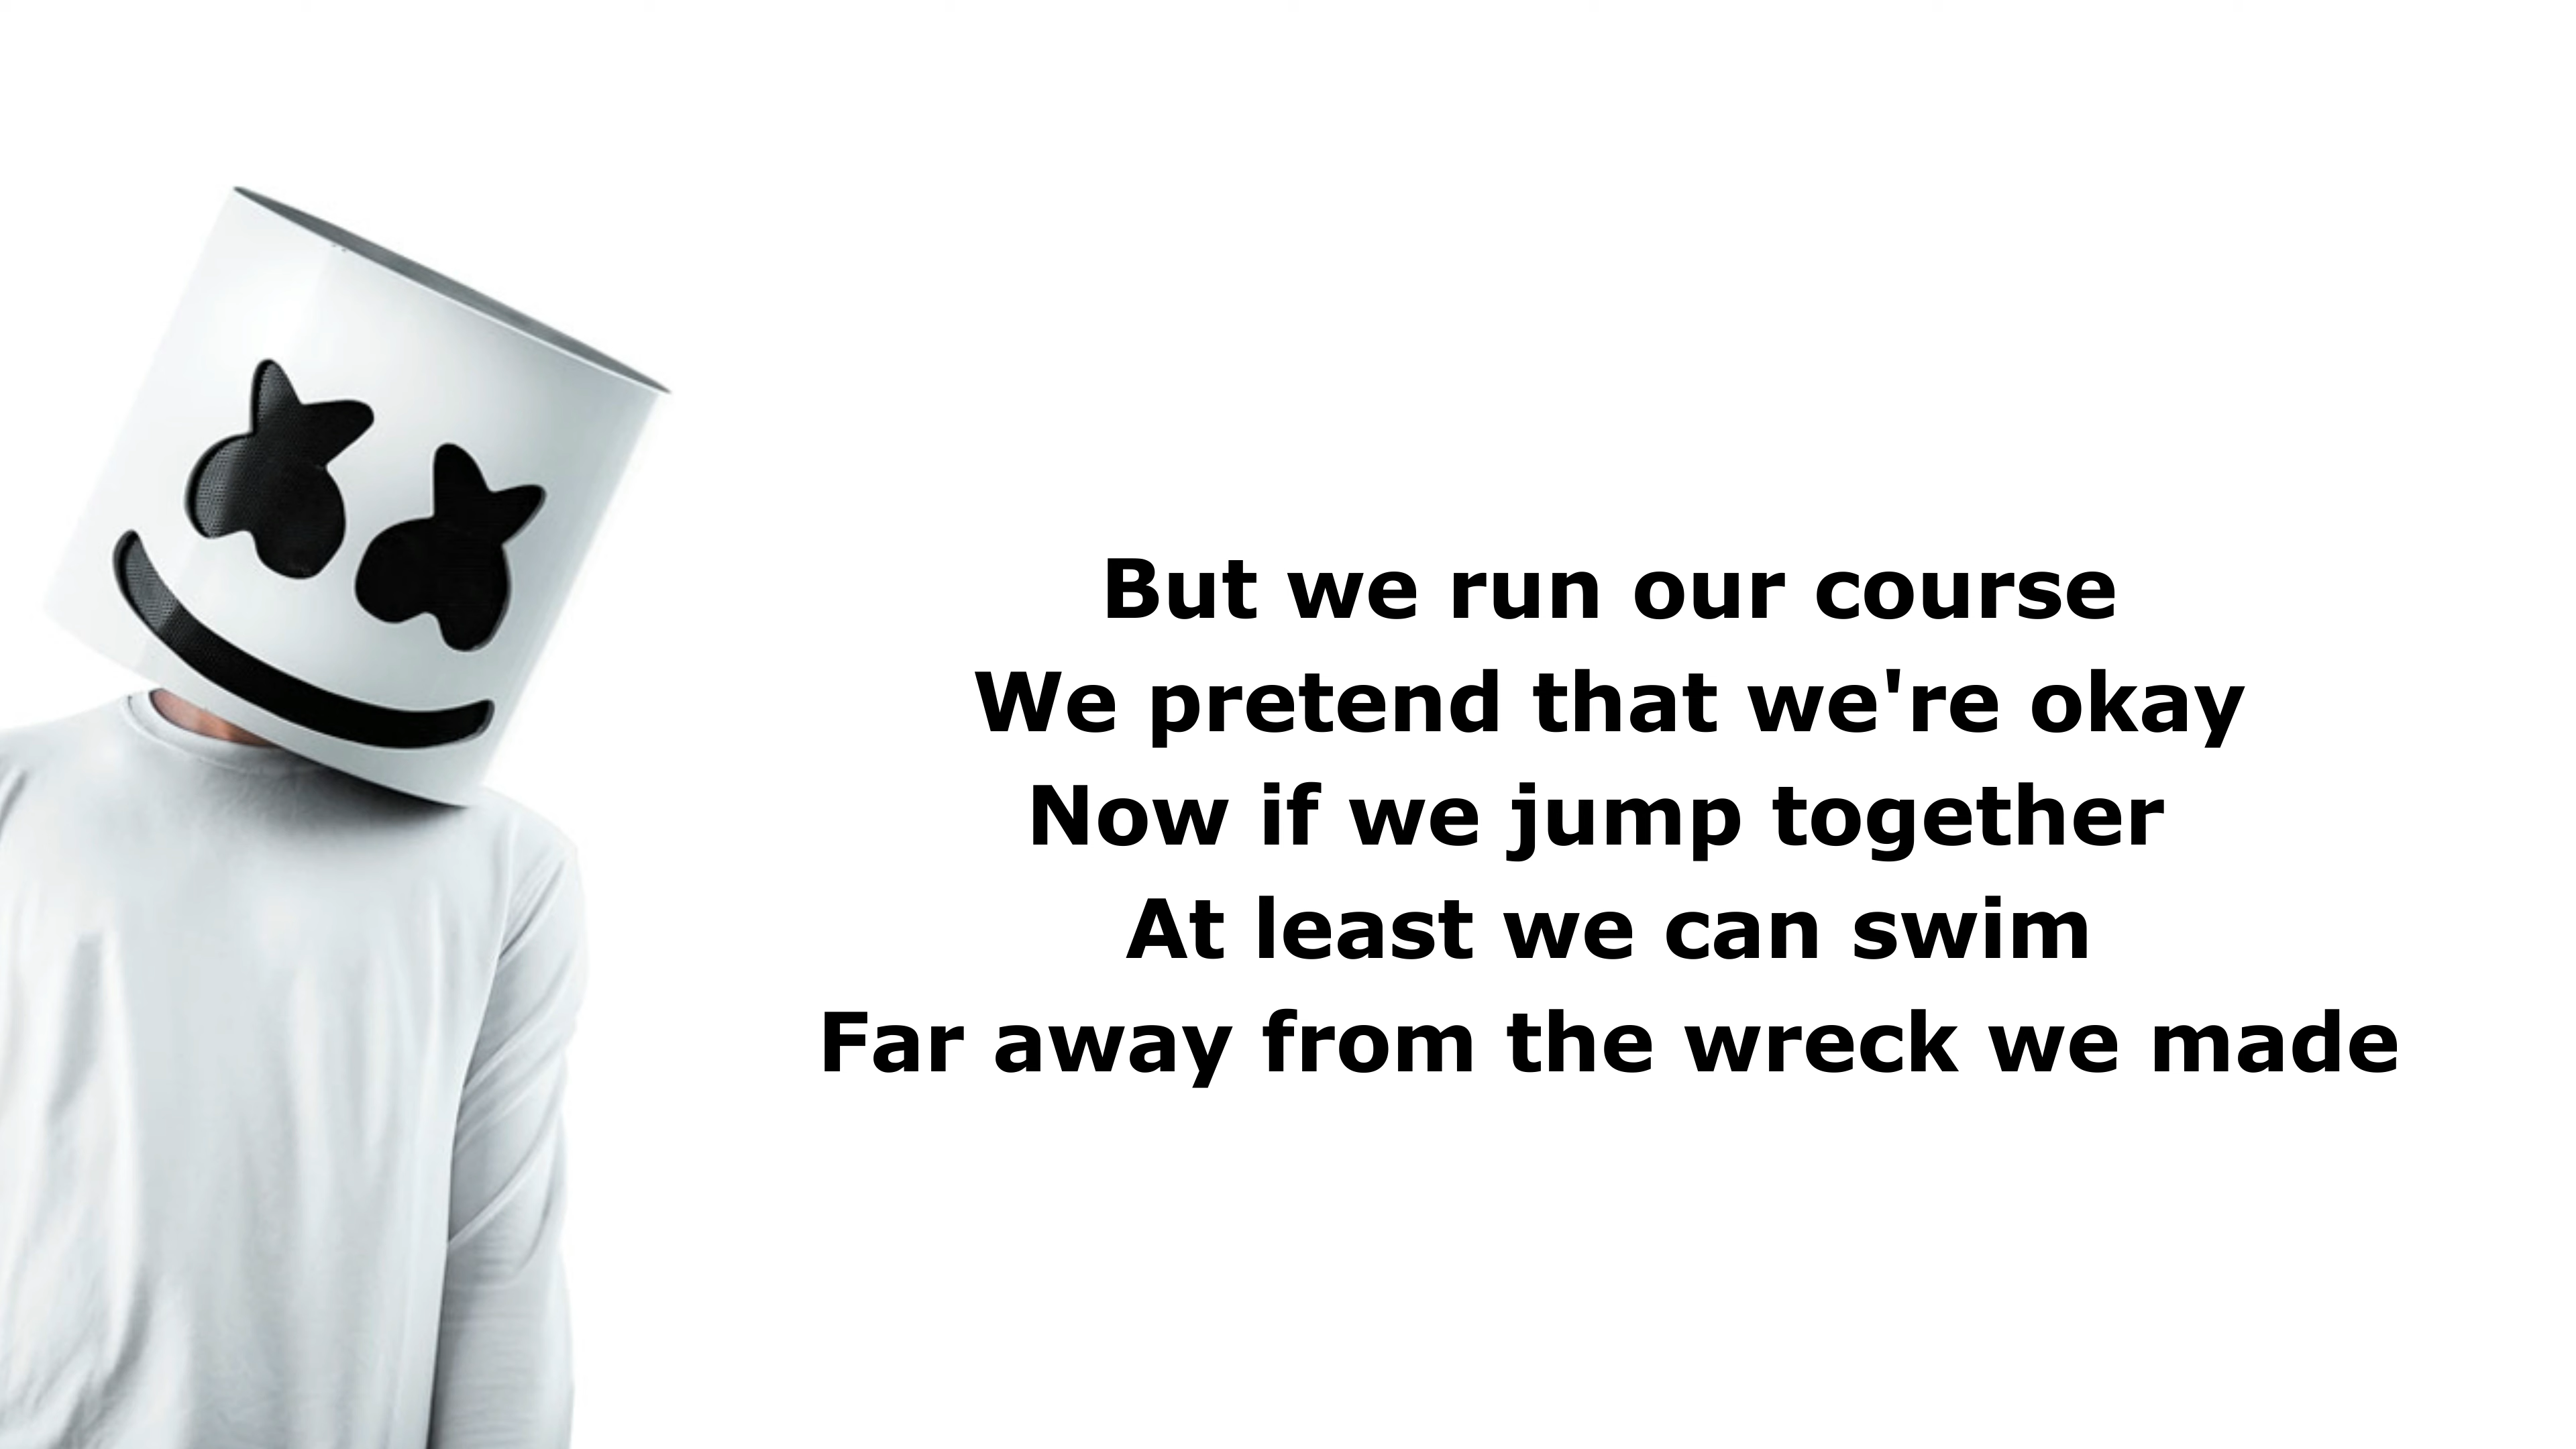 But we run our course
We pretend that we're okay
Now if we jump together
At least we can swim
Far away from the wreck we made